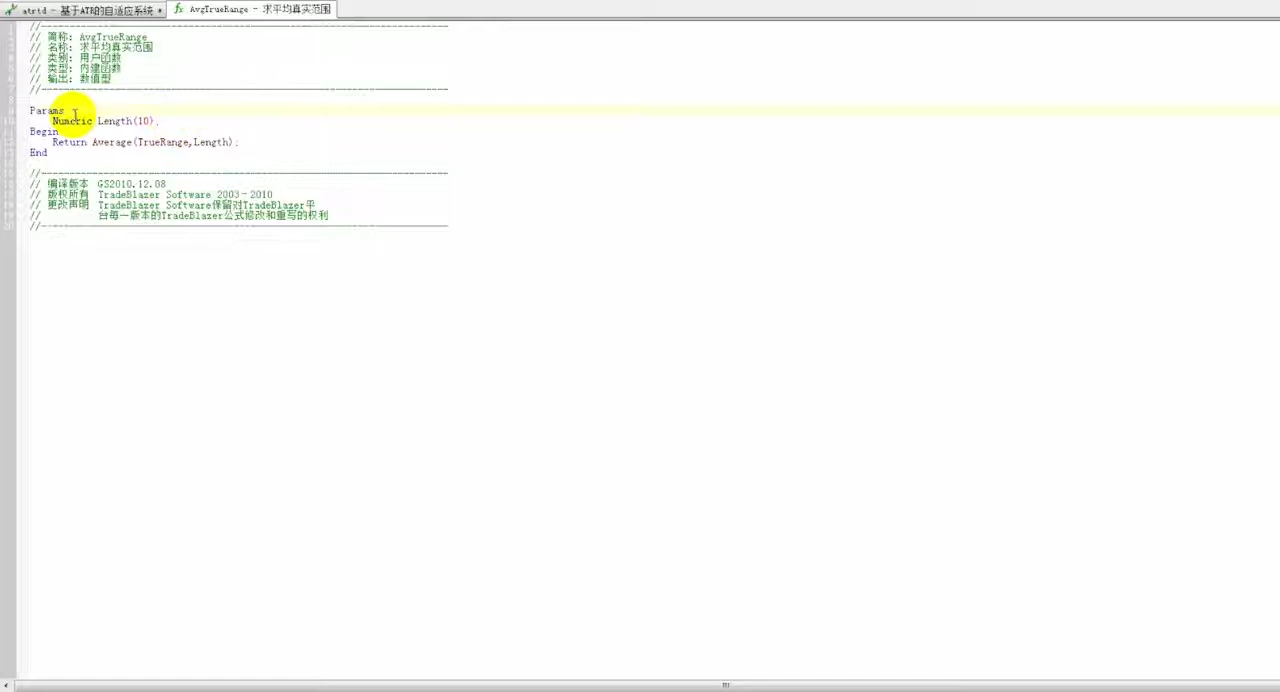 atrtd - 基于ATR的自适应系统 * fx AvgTrueRange - 求平均真实范围
//------------------------------------------------------------------------
// 简称: AvgTrueRange
// 名称: 求平均真实范围
// 类别: 用户函数
// 类型: 内建函数
// 输出: 数值型
//------------------------------------------------------------------------
Params
Numeric Length(10);
Begin
Return Average(TrueRange,Length);
End
//------------------------------------------------------------------------
// 编译版本 GS2010.12.08
// 版权所有 TradeBlazer Software 2003-2010
// 更改声明 TradeBlazer Software保留对TradeBlazer平
// 台每一版本的TradeBlazer公式修改和重写的权利
//------------------------------------------------------------------------